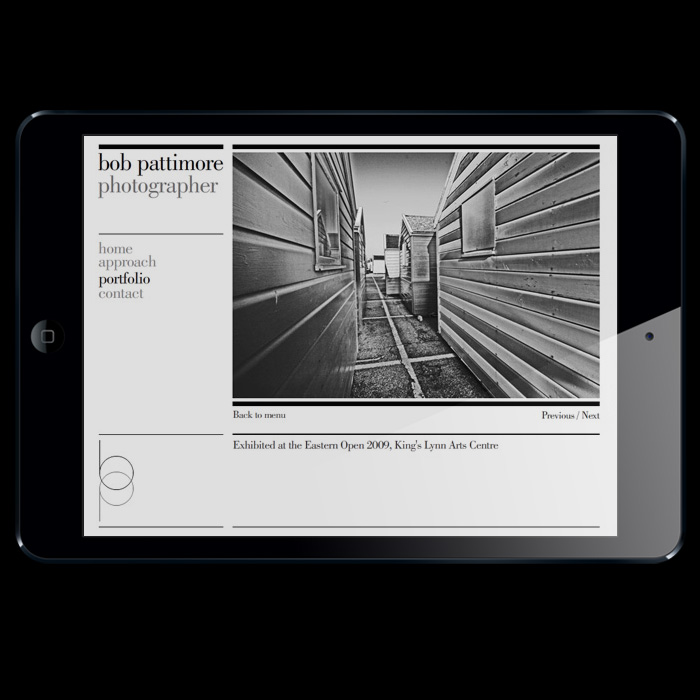 bob pattimore
photographer
home
approach
portfolio
contact
Back to menu
Previous / Next
Exhibited at the Eastern Open 2009, King's Lynn Arts Centre